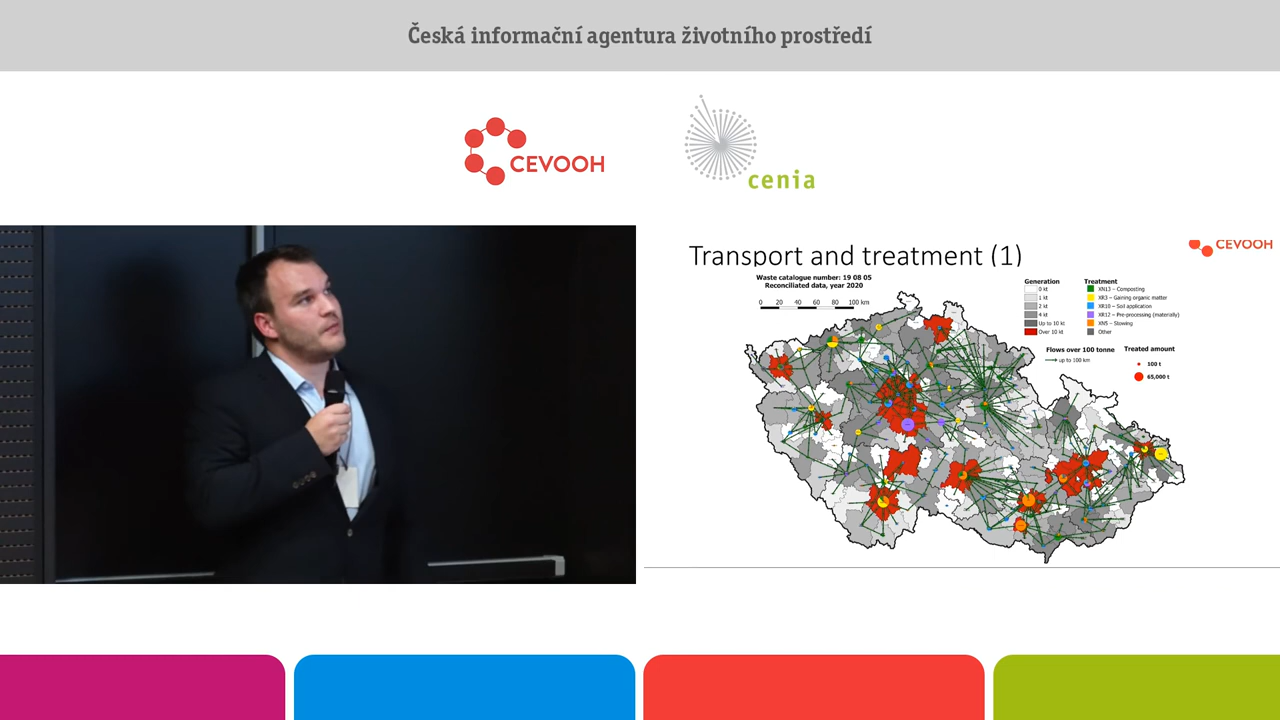 Česká informační agentura životního prostředí
CEVOOH
cenia
Transport and treatment (1)
CEVOOH
Waste catalogue number: 19 08 05
Reconciliated data, year 2020
0 20 40 60 80 100 km
Generation
0 kt
1 kt
2 kt
4 kt
Up to 10 kt
Over 10 kt
Treatment
XN13 – Composting
XR3 – Gaining organic matter
XR10 – Soil application
XR12 – Pre-processing (materially)
XN5 – Stowing
Other
Flows over 100 tonne
up to 100 km
Treated amount
100 t
65,000 t